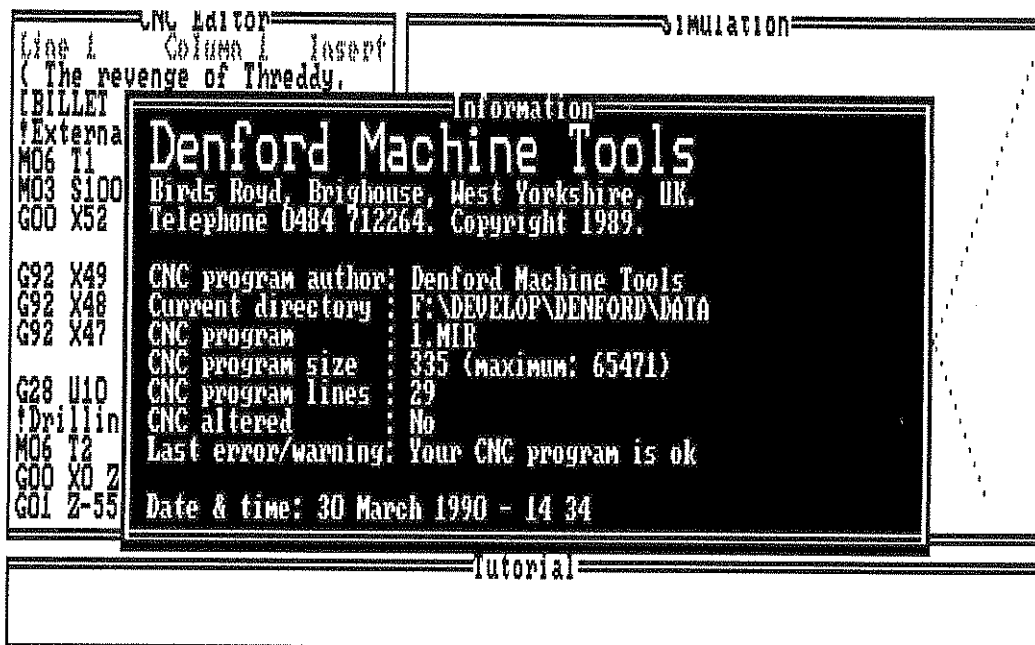 CNC Editor
Line 1 Column 1 Insert
( The revenge of Threddy.
[BILLET
!Externa
M06 T1
M03 S100
G00 X52
G92 X49
G92 X48
G92 X47
G28 U10
!Drillin
M06 T2
G00 X0 Z
G01 Z-55
Simulation
Information
Denford Machine Tools
Birds Royd, Brighouse, West Yorkshire, UK.
Telephone 0484 712264. Copyright 1989.
CNC program author: Denford Machine Tools
Current directory : F:\DEVELOP\DENFORD\DATA
CNC program : 1.MIR
CNC program size : 335 (maximum: 65471)
CNC program lines : 29
CNC altered : No
Last error/warning: Your CNC program is ok
Date & time: 30 March 1990 - 14 34
Tutorial